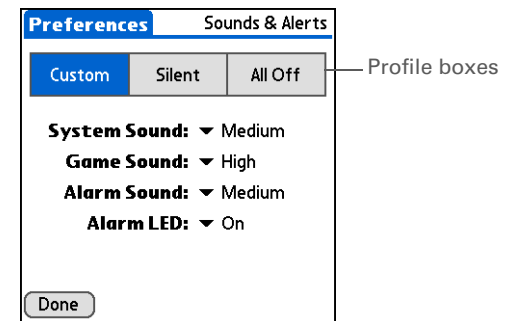 Preferences Sounds & Alerts
Custom Silent All Off
Profile boxes
System Sound: Medium
Game Sound: High
Alarm Sound: Medium
Alarm LED: On
Done